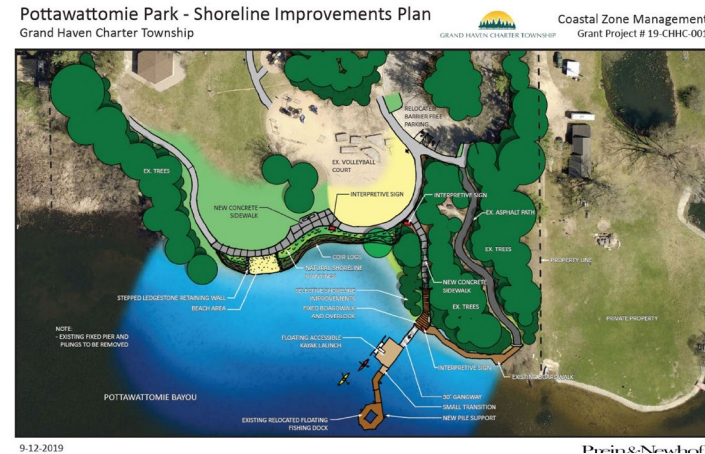 Pottawattomie Park - Shoreline Improvements Plan
Grand Haven Charter Township
GRAND HAVEN CHARTER TOWNSHIP
Coastal Zone Management
Grant Project # 19-CHHC-001
RELOCATED
BARRIER FREE
PARKING
EX. VOLLEYBALL
COURT
EX. TREES
INTERPRETIVE SIGN
INTERPRETIVE SIGN
NEW CONCRETE
SIDEWALK
EX. ASPHALT PATH
EX. TREES
COIR LOGS
PROPERTY LINE
NATURAL SHORELINE
NEW CONCRETE
SIDEWALK
STEPPED LEDGESTONE RETAINING WALL
BEACH AREA
SELECTIVE SHORELINE
IMPROVEMENTS
FIXED BOARDWALK
AND OVERLOOK
EX. TREES
PRIVATE PROPERTY
NOTE:
- EXISTING FIXED PIER AND
PILINGS TO BE REMOVED
FLOATING ACCESSIBLE
KAYAK LAUNCH
INTERPRETIVE SIGN
EXISTING BOARDWALK
POTTAWATTOMIE BAYOU
30' GANGWAY
SMALL TRANSITION
NEW PILE SUPPORT
EXISTING RELOCATED FLOATING
FISHING DOCK
9-12-2019
Prein&Newhof